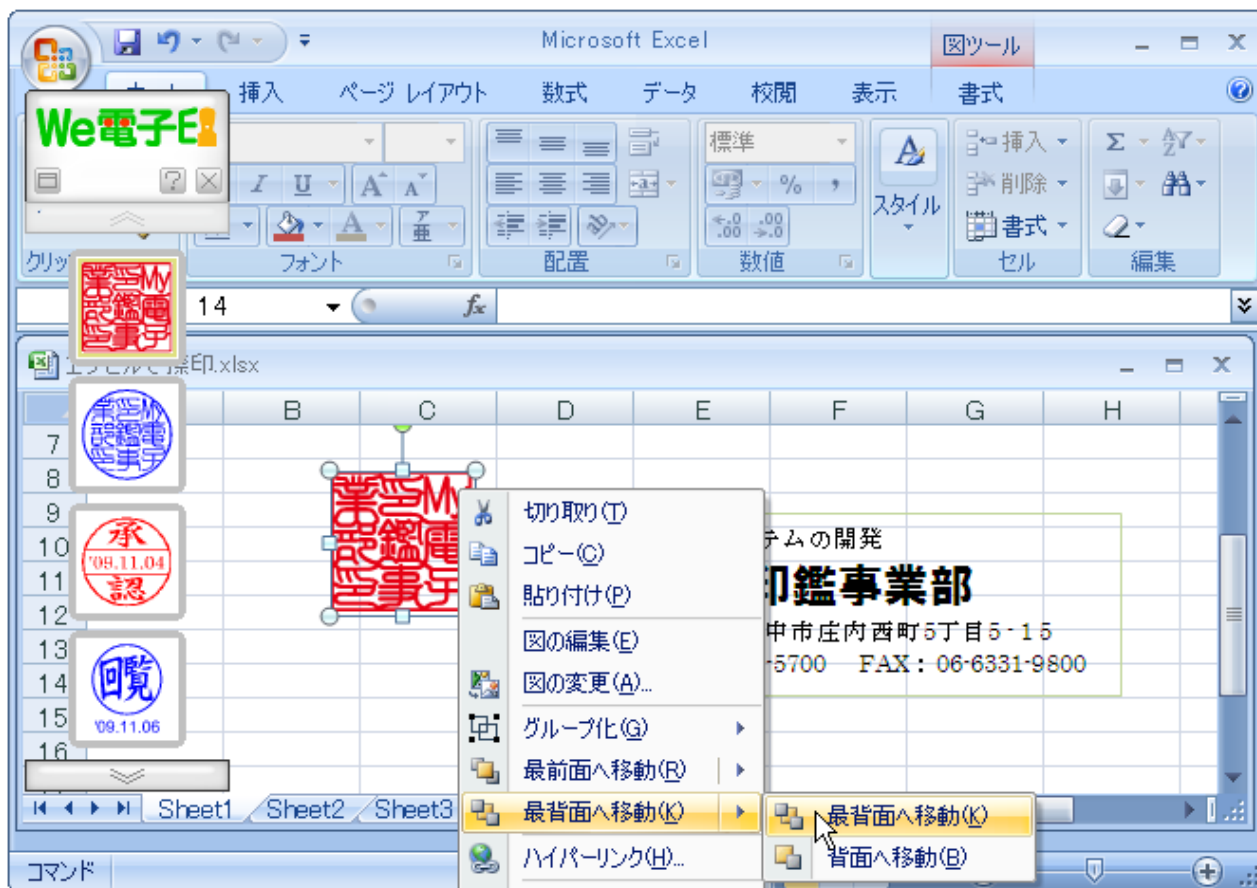 Microsoft Excel
図ツール
挿入
ページ レイアウト
数式
データ
校閲
表示
書式
We電子印
標準
スタイル
挿入
削除
書式
フォント
配置
数値
セル
編集
14
fx
.xlsx
B C D E F G H
7
8
9
10
11
12
13
14
15
16
My電子
印鑑事
業部印
承
'09.11.04
認
回覧
'09.11.06
テムの開発
印鑑事業部
中市庄内西町5丁目5-15
-5700 FAX：06-6331-9800
切り取り(T)
コピー(C)
貼り付け(P)
図の編集(E)
図の変更(A)...
グループ化(G)
最前面へ移動(R)
最背面へ移動(K)
ハイパーリンク(H)...
最背面へ移動(K)
背面へ移動(B)
Sheet1 Sheet2 Sheet3
コマンド